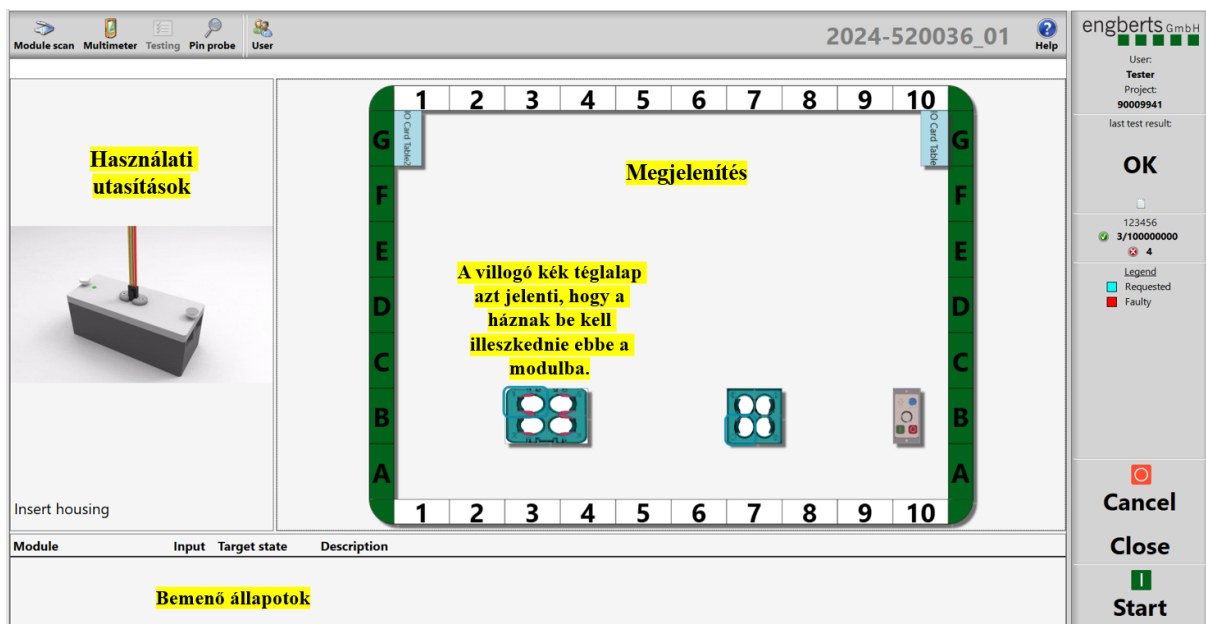 Module scan Multimeter Testing Pin probe User
2024-520036_01
Help
engberts GmbH
User:
Tester
Project:
90009941
last test result:
OK
123456
3/100000000
4
Legend
Requested
Faulty
Cancel
Close
Start
Használati
utasítások
Insert housing
1 2 3 4 5 6 7 8 9 10
IO Card Table2
IO Card Table
G G
F F
E E
D D
C C
B B
A A
Megjelenítés
A villogó kék téglalap
azt jelenti, hogy a
háznak be kell
illeszkednie ebbe a
modulba.
1 2 3 4 5 6 7 8 9 10
Module Input Target state Description
Bemenő állapotok